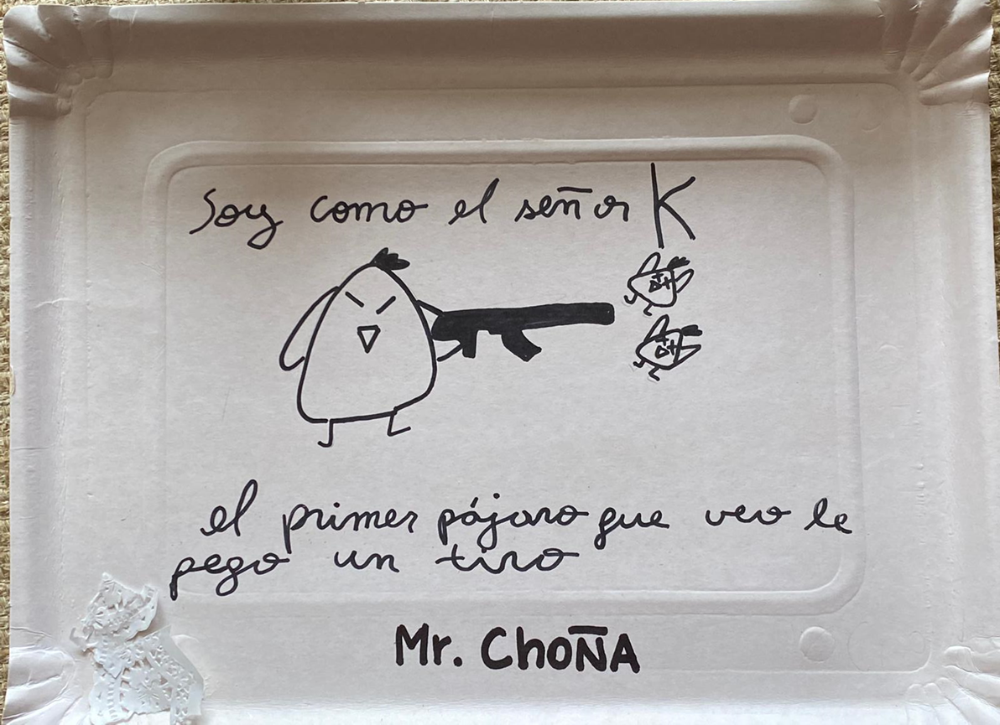 Soy como el señor K
el primer pájaro que veo le
pego un tiro
Mr. ChoÑA